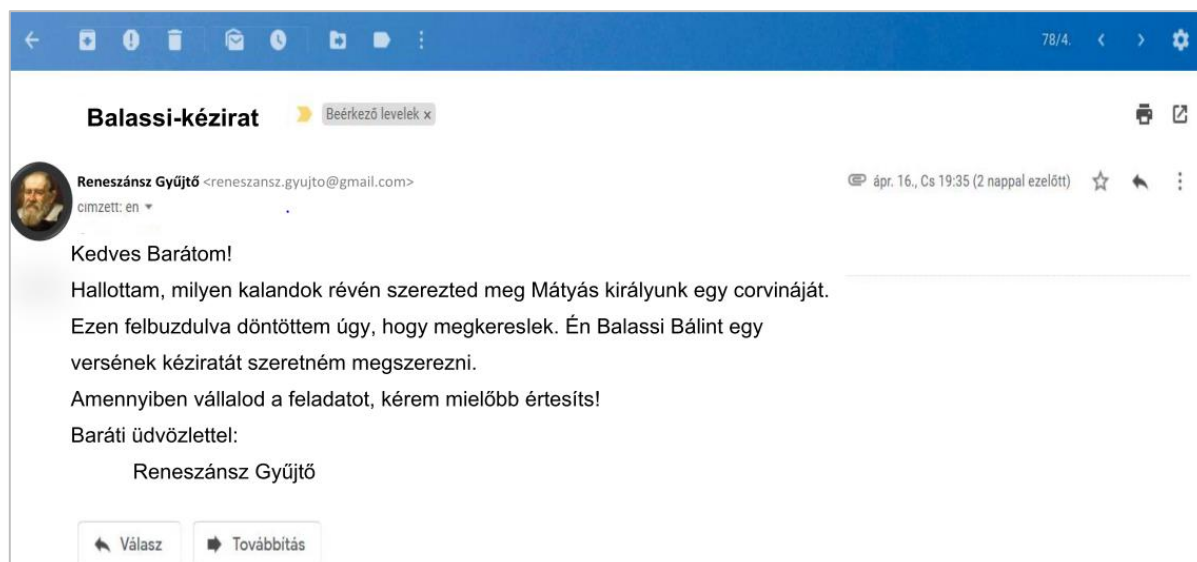 78/4.
Balassi-kézirat
Beérkező levelek x
Reneszánsz Gyűjtő <reneszansz.gyujto@gmail.com>
ápr. 16., Cs 19:35 (2 nappal ezelőtt)
címzett: en
Kedves Barátom!
Hallottam, milyen kalandok révén szerezted meg Mátyás királyunk egy corvináját.
Ezen felbuzdulva döntöttem úgy, hogy megkereslek. Én Balassi Bálint egy
versének kéziratát szeretném megszerezni.
Amennyiben vállalod a feladatot, kérem mielőbb értesíts!
Baráti üdvözlettel:
Reneszánsz Gyűjtő
Válasz
Továbbítás